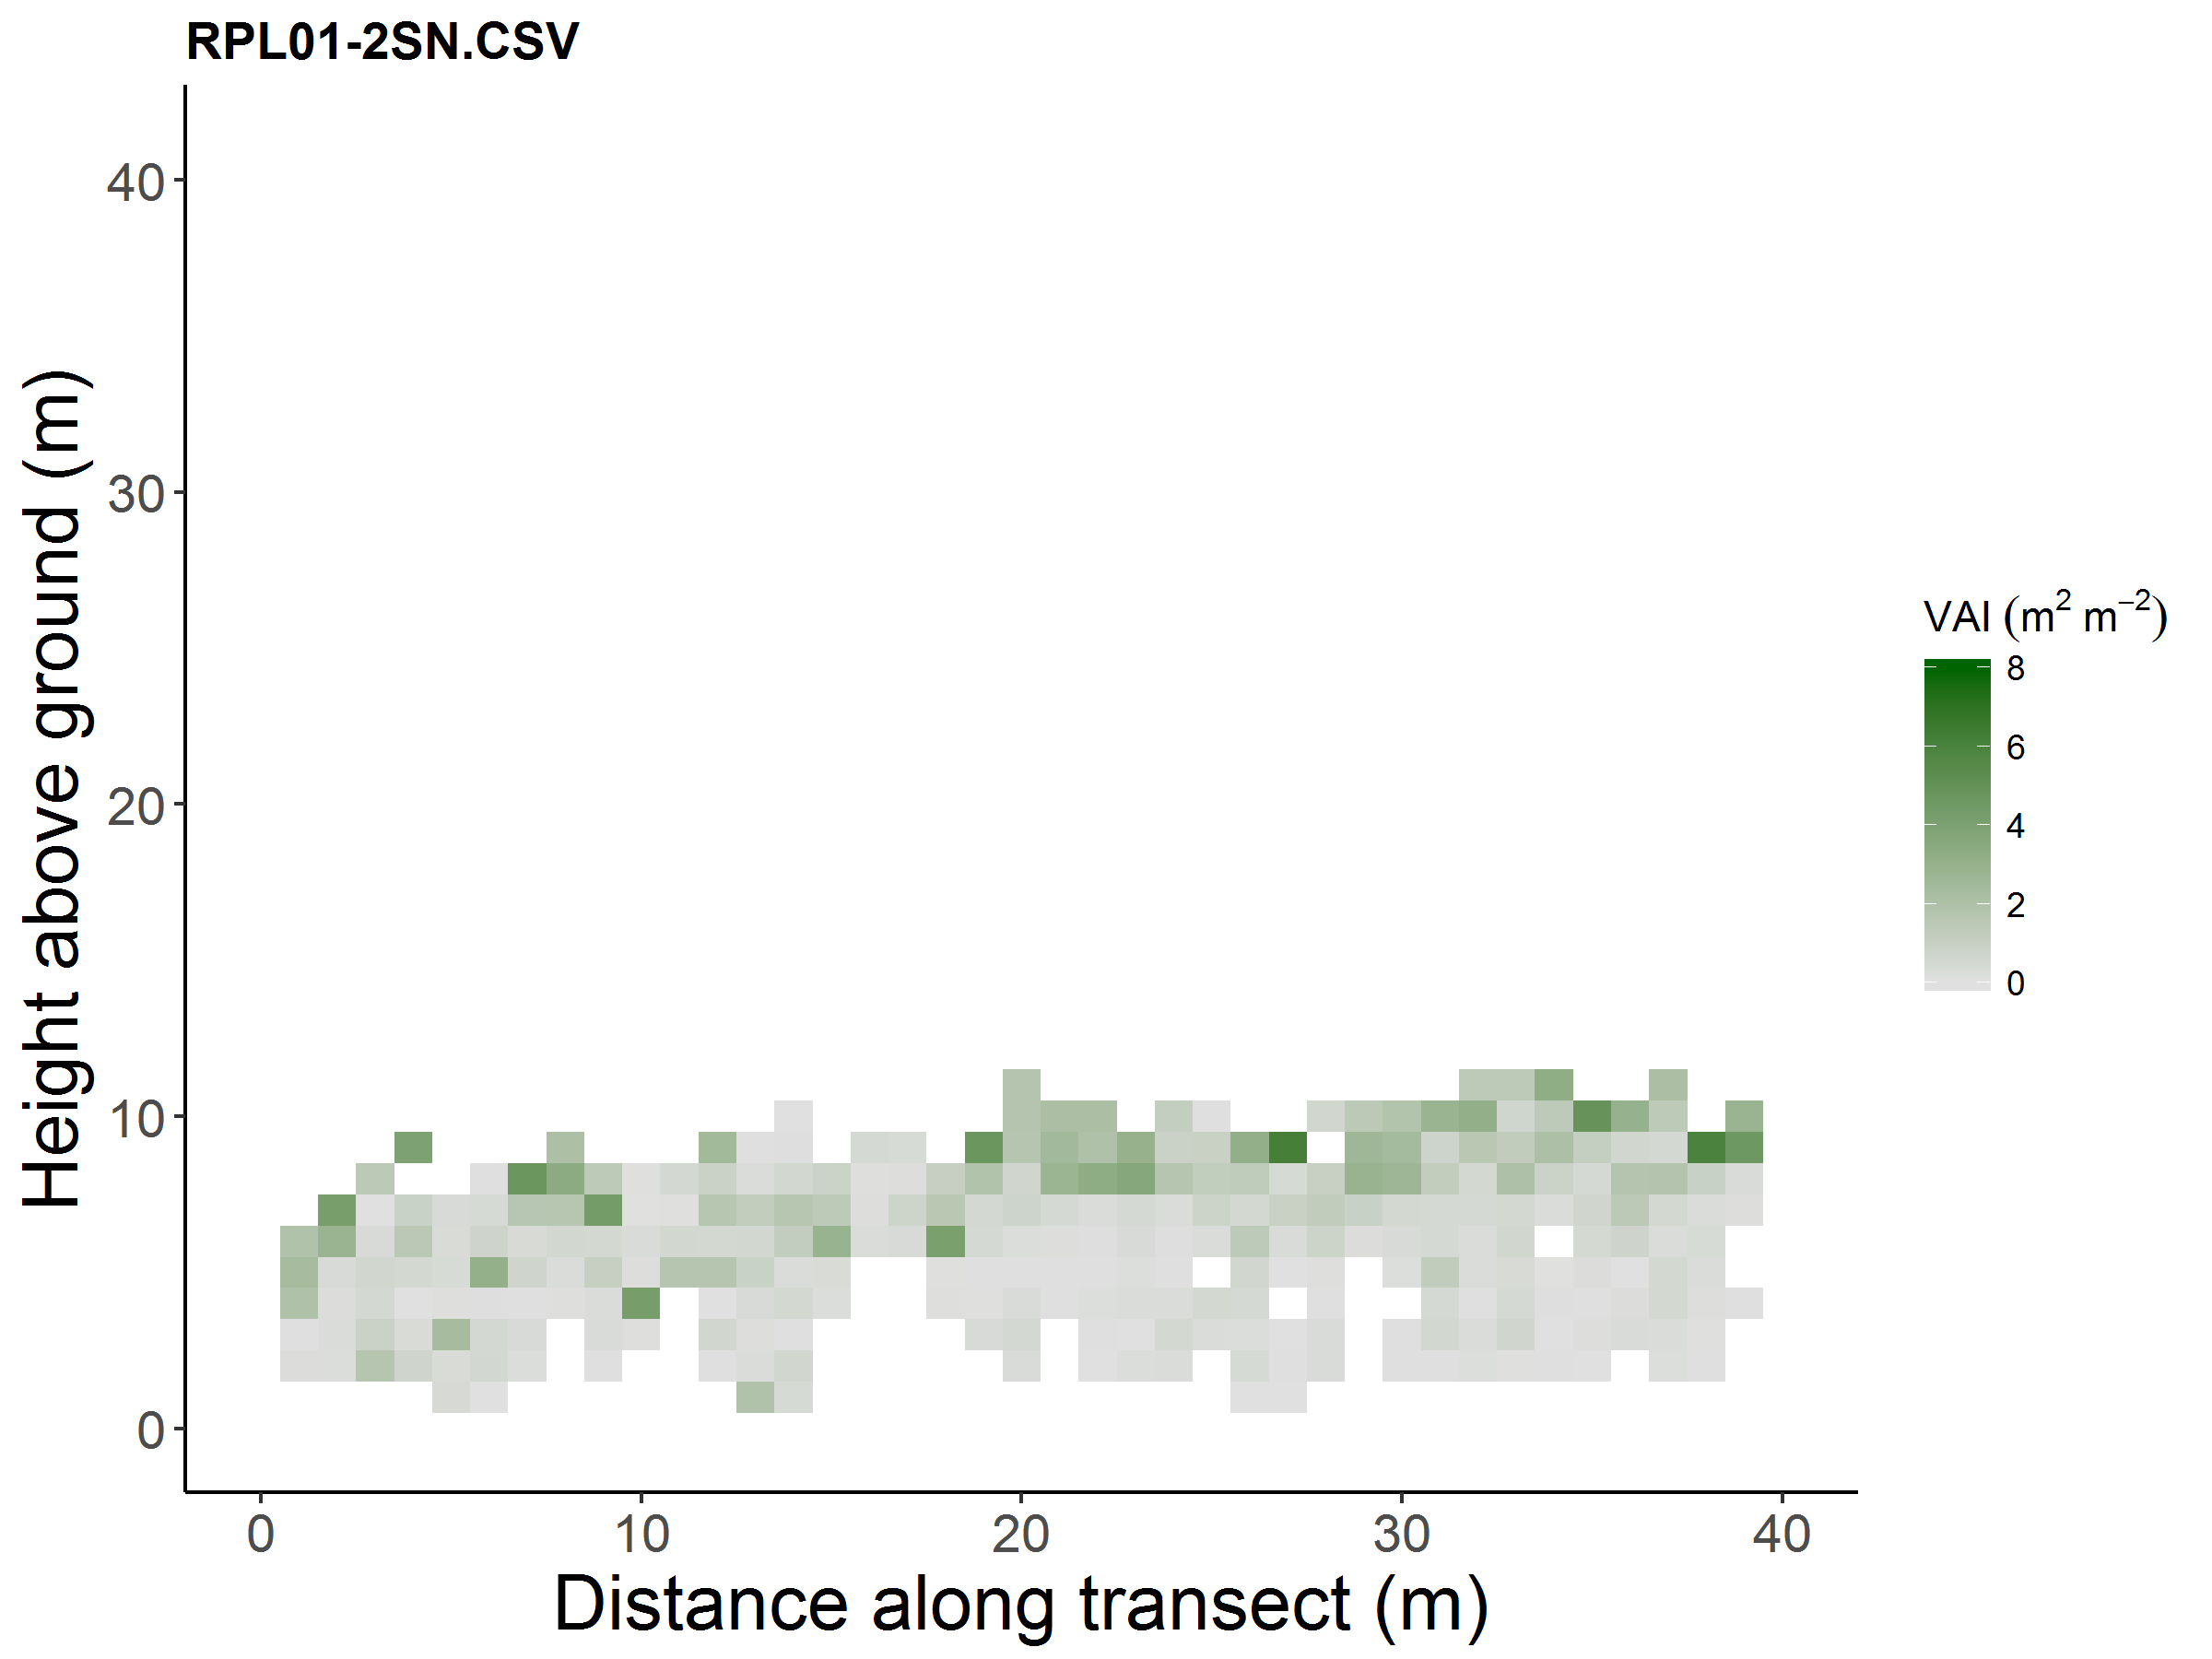 RPL01-2SN.CSV
Height above ground (m)
40
30
20
10
0
0 10 20 30 40
Distance along transect (m)
VAI (m² m⁻²)
8
6
4
2
0